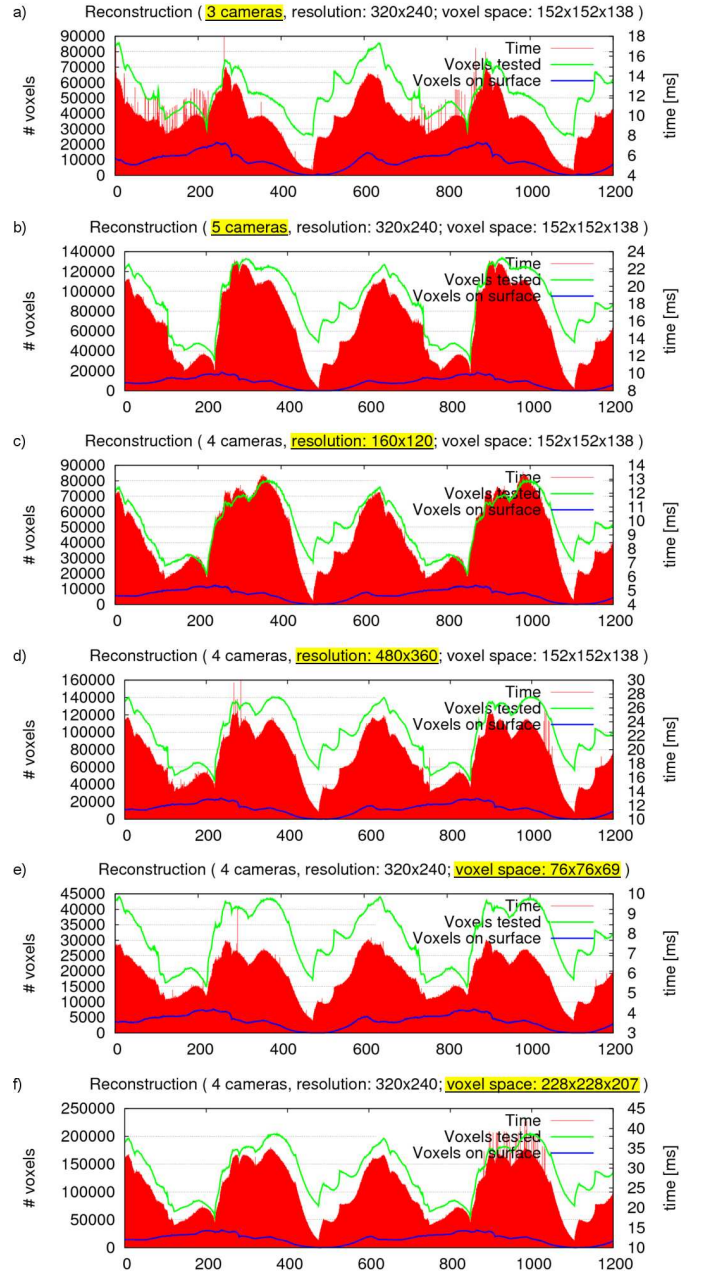 a) Reconstruction ( 3 cameras, resolution: 320x240; voxel space: 152x152x138 )
90000 18
80000 Time 16
70000 Voxels tested 14
60000 Voxels on surface
50000 12
40000 10
30000
20000 8
10000 6
0 4
0 200 400 600 800 1000 1200
# voxels
time [ms]
b) Reconstruction ( 5 cameras, resolution: 320x240; voxel space: 152x152x138 )
140000 24
120000 Time 22
100000 Voxels tested 20
80000 Voxels on surface 18
60000 16
40000 14
20000 12
0 10
8
0 200 400 600 800 1000 1200
# voxels
time [ms]
c) Reconstruction ( 4 cameras, resolution: 160x120; voxel space: 152x152x138 )
90000 14
80000 Time 13
70000 Voxels tested 12
60000 Voxels on surface 11
50000 10
40000 9
30000 8
20000 7
10000 6
0 5
4
0 200 400 600 800 1000 1200
# voxels
time [ms]
d) Reconstruction ( 4 cameras, resolution: 480x360; voxel space: 152x152x138 )
160000 30
140000 Time 28
120000 Voxels tested 26
100000 Voxels on surface 24
80000 22
60000 20
40000 18
20000 16
0 14
12
10
0 200 400 600 800 1000 1200
# voxels
time [ms]
e) Reconstruction ( 4 cameras, resolution: 320x240; voxel space: 76x76x69 )
45000 10
40000 Time 9
35000 Voxels tested 8
30000 Voxels on surface 7
25000 6
20000 5
15000 4
10000 3
5000
0
0 200 400 600 800 1000 1200
# voxels
time [ms]
f) Reconstruction ( 4 cameras, resolution: 320x240; voxel space: 228x228x207 )
250000 45
200000 Time 40
150000 Voxels tested 35
100000 Voxels on surface 30
50000 25
0 20
15
10
0 200 400 600 800 1000 1200
# voxels
time [ms]